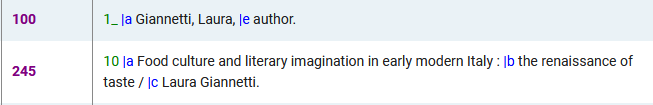 100 1_ |a Giannetti, Laura, |e author.
245 10 |a Food culture and literary imagination in early modern Italy : |b the renaissance of
taste / |c Laura Giannetti.